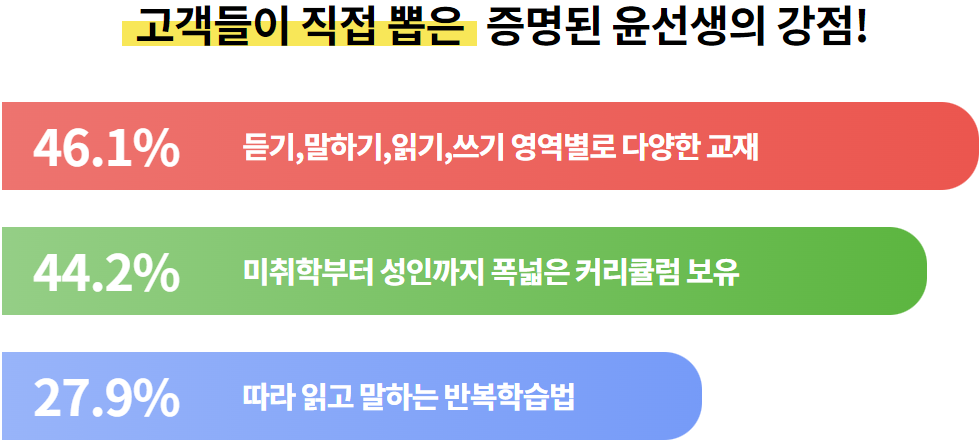 고객들이 직접 뽑은 증명된 윤선생의 강점!
46.1% 듣기,말하기,읽기,쓰기 영역별로 다양한 교재
44.2% 미취학부터 성인까지 폭넓은 커리큘럼 보유
27.9% 따라 읽고 말하는 반복학습법